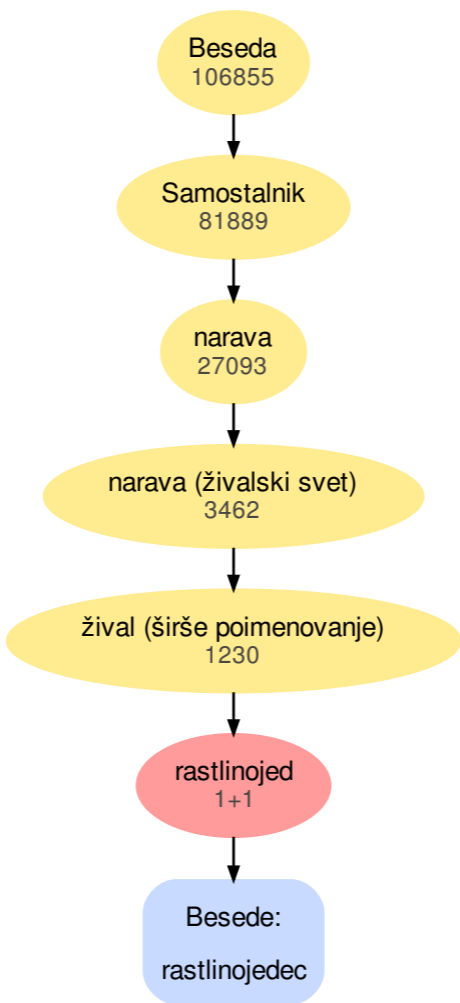 Beseda
106855
Samostalnik
81889
narava
27093
narava (živalski svet)
3462
žival (širše poimenovanje)
1230
rastlinojed
1+1
Besede:
rastlinojedec